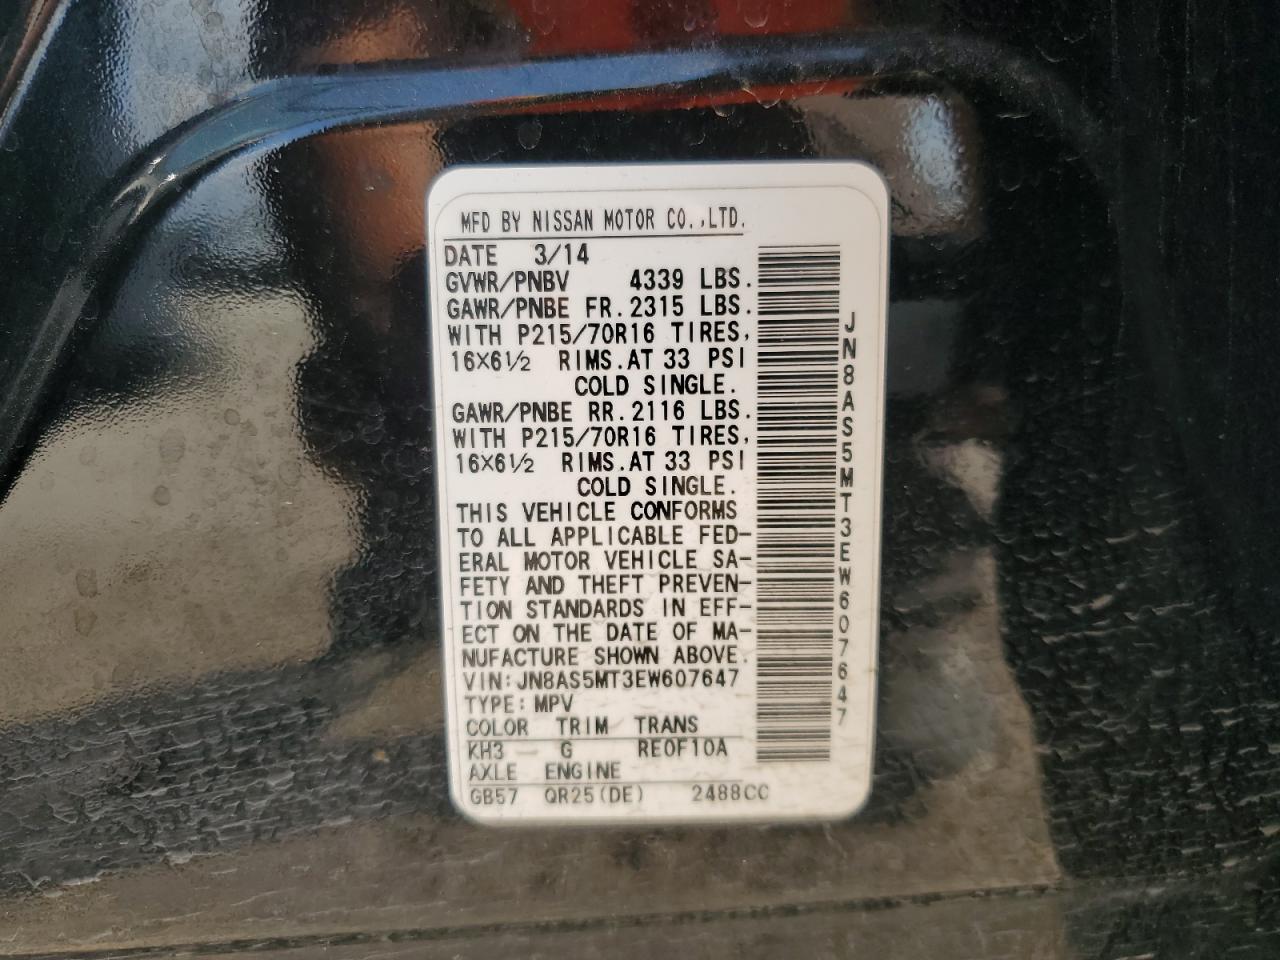 MFD BY NISSAN MOTOR CO.,LTD.
DATE 3/14
GVWR/PNBV 4339 LBS.
GAWR/PNBE FR.2315 LBS.
WITH P215/70R16 TIRES,
16×6½ RIMS.AT 33 PSI
COLD SINGLE.
GAWR/PNBE RR.2116 LBS.
WITH P215/70R16 TIRES,
16×6½ RIMS.AT 33 PSI
COLD SINGLE.
THIS VEHICLE CONFORMS
TO ALL APPLICABLE FED-
ERAL MOTOR VEHICLE SA-
FETY AND THEFT PREVEN-
TION STANDARDS IN EFF-
ECT ON THE DATE OF MA-
NUFACTURE SHOWN ABOVE.
VIN:JN8AS5MT3EW607647
TYPE:MPV
COLOR TRIM TRANS
KH3 G RE0F10A
AXLE ENGINE
GB57 QR25(DE) 2488CC
JN8AS5MT3EW607647